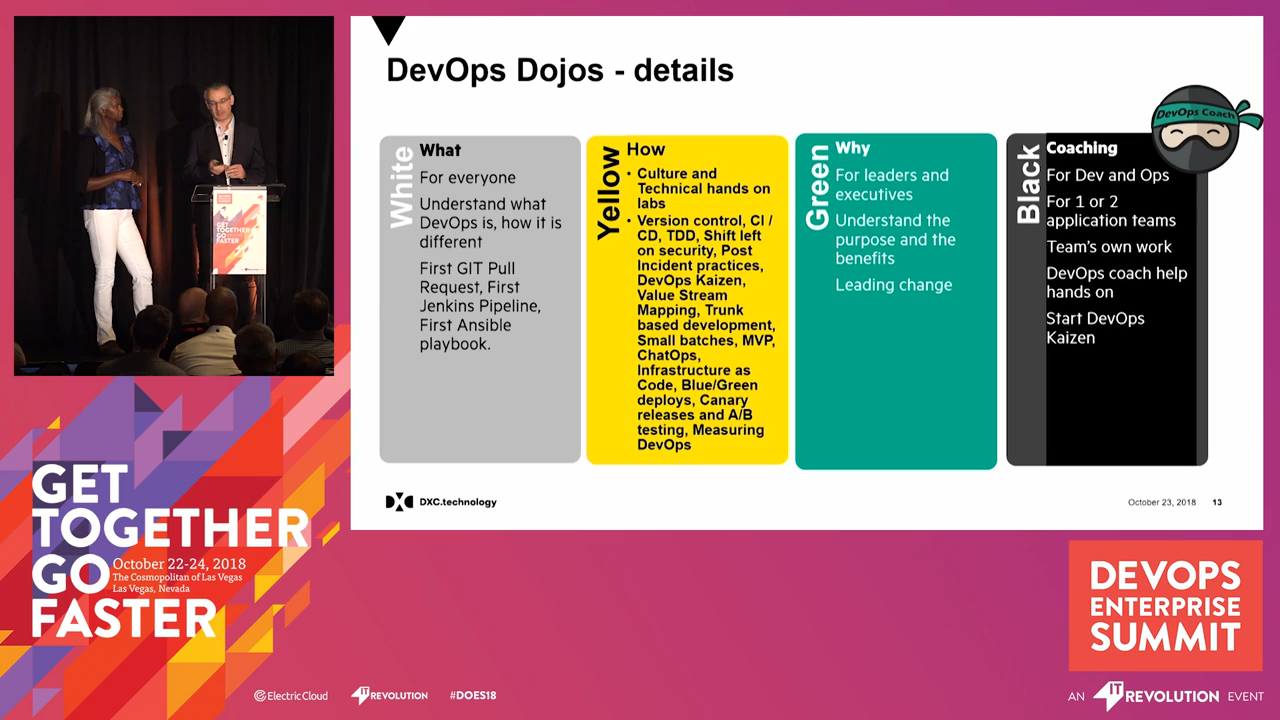 DevOps Dojos - details
White
What
For everyone
Understand what
DevOps is, how it is
different
First GIT Pull
Request, First
Jenkins Pipeline,
First Ansible
playbook.
Yellow
How
• Culture and
Technical hands on
labs
• Version control, CI /
CD, TDD, Shift left
on security, Post
Incident practices,
DevOps Kaizen,
Value Stream
Mapping, Trunk
based development,
Small batches, MVP,
ChatOps,
Infrastructure as
Code, Blue/Green
deploys, Canary
releases and A/B
testing, Measuring
DevOps
Green
Why
For leaders and
executives
Understand the
purpose and the
benefits
Leading change
Black
Coaching
For Dev and Ops
For 1 or 2
application teams
Team's own work
DevOps coach help
hands on
Start DevOps
Kaizen
DevOps Coach
DXC.technology
October 23, 2018 13
GET
TOGETHER
GO
FASTER
GET
TOGETHER
GO
FASTER
October 22-24, 2018
The Cosmopolitan of Las Vegas
Las Vegas, Nevada
Electric Cloud
IT REVOLUTION
#DOES18
DEVOPS
ENTERPRISE
SUMMIT
AN IT REVOLUTION EVENT